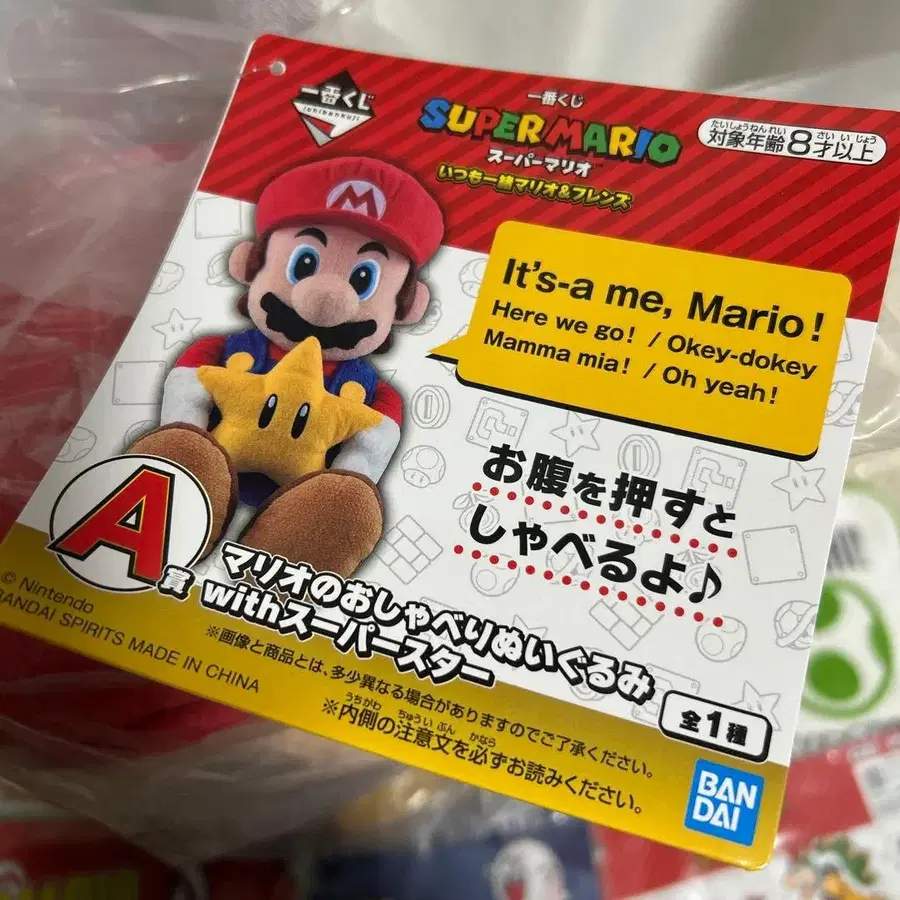 一番くじ
ichibanKuji
一番くじ
SUPER MARIO
スーパーマリオ
いつも一緒マリオ&フレンズ
たいしょうねんれい さい いじょう
対象年齢8才以上
M
It's-a me, Mario!
Here we go! / Okey-dokey
Mamma mia! / Oh yeah!
お腹を押すと
しゃべるよ♪
A賞
マリオのおしゃべりぬいぐるみ
withスーパースター
全1種
© Nintendo
BANDAI SPIRITS MADE IN CHINA
※画像と商品とは、多少異なる場合がありますのでご了承ください。
うちがわ ちゅういぶん かなら
※内側の注意文を必ずお読みください。
BAN
DAI